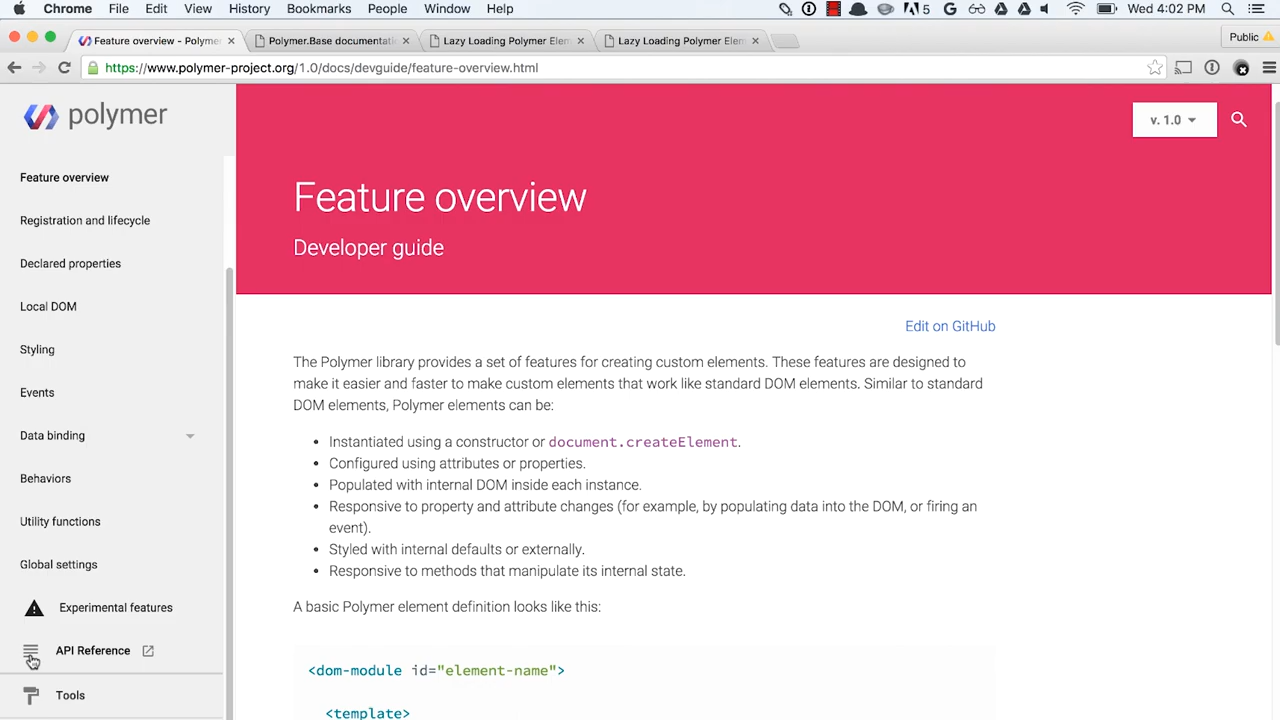 Chrome File Edit View History Bookmarks People Window Help 5 Wed 4:02 PM
Feature overview - Polymer Polymer.Base documentati Lazy Loading Polymer Elem Lazy Loading Polymer Elem Public
https://www.polymer-project.org/1.0/docs/devguide/feature-overview.html
polymer
Feature overview
Registration and lifecycle
Declared properties
Local DOM
Styling
Events
Data binding
Behaviors
Utility functions
Global settings
Experimental features
API Reference
Tools
v. 1.0
Feature overview
Developer guide
Edit on GitHub
The Polymer library provides a set of features for creating custom elements. These features are designed to
make it easier and faster to make custom elements that work like standard DOM elements. Similar to standard
DOM elements, Polymer elements can be:
• Instantiated using a constructor or document.createElement.
• Configured using attributes or properties.
• Populated with internal DOM inside each instance.
• Responsive to property and attribute changes (for example, by populating data into the DOM, or firing an
event).
• Styled with internal defaults or externally.
• Responsive to methods that manipulate its internal state.
A basic Polymer element definition looks like this:
<dom-module id="element-name">
<template>